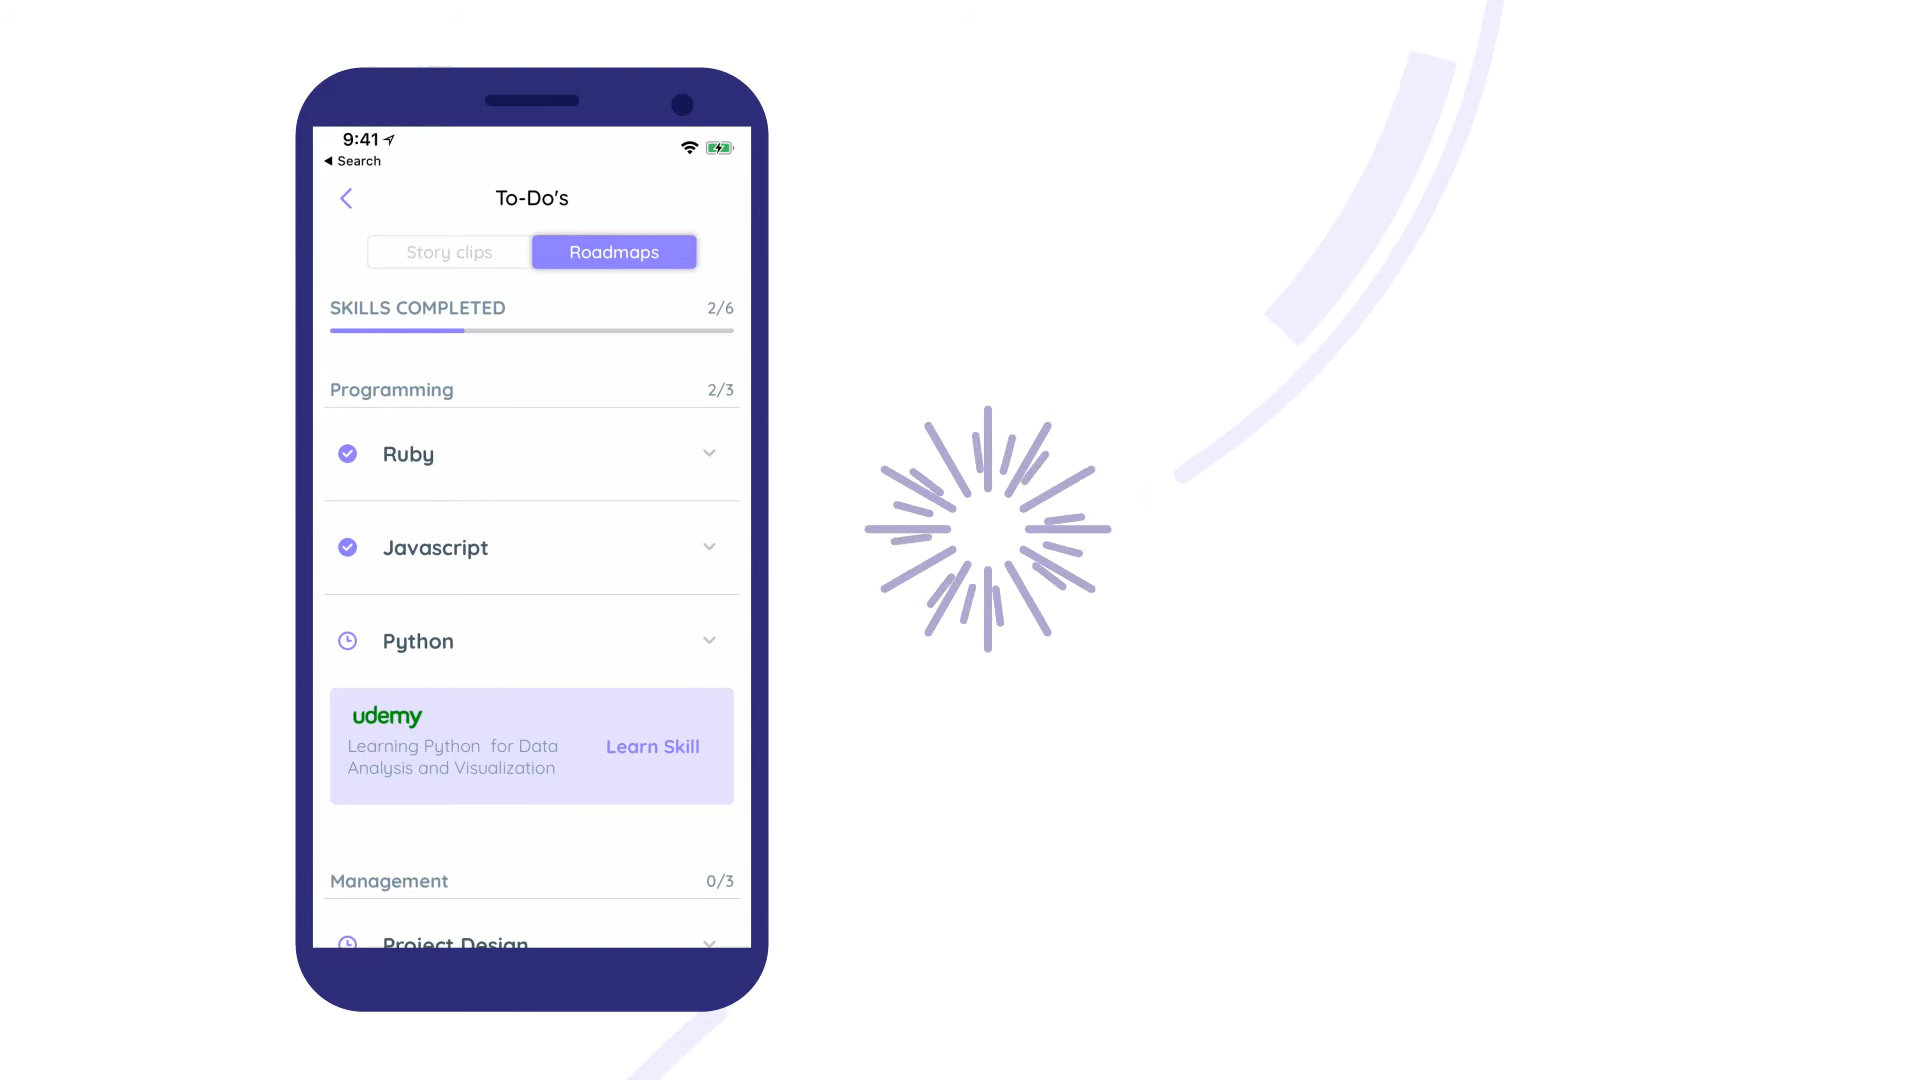 9:41
Search
To-Do's
Story clips
Roadmaps
SKILLS COMPLETED 2/6
Programming 2/3
Ruby
Javascript
Python
udemy
Learning Python for Data
Analysis and Visualization
Learn Skill
Management 0/3
Project Design